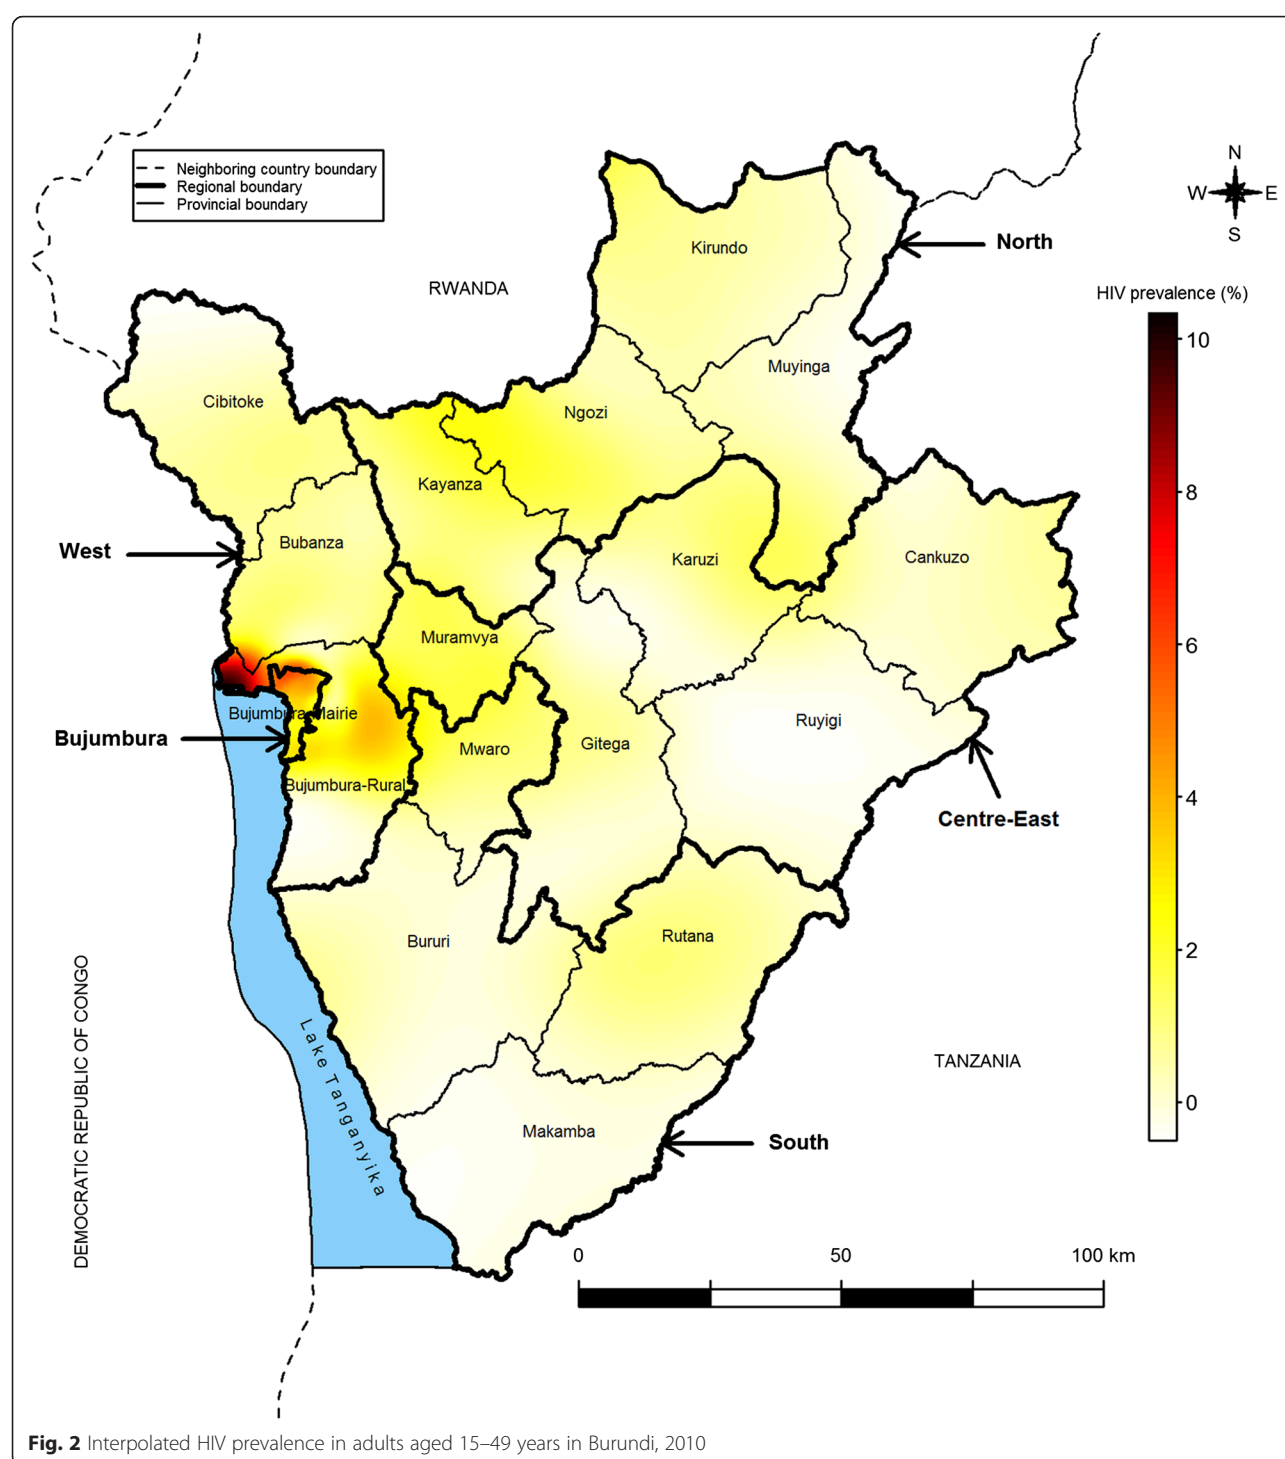 Neighboring country boundary
Regional boundary
Provincial boundary
N
W E
S
North
Kirundo
RWANDA
HIV prevalence (%)
10
8
6
4
2
0
Muyinga
Cibitoke
Ngozi
Kayanza
Bubanza
West
Karuzi
Cankuzo
Muramvya
Bujumbura-Mairie
Bujumbura
Mwaro
Gitega
Ruyigi
Bujumbura-Rural
Centre-East
Bururi
Rutana
DEMOCRATIC REPUBLIC OF CONGO
Lake Tanganyika
TANZANIA
Makamba
South
0 50 100 km
Fig. 2 Interpolated HIV prevalence in adults aged 15–49 years in Burundi, 2010